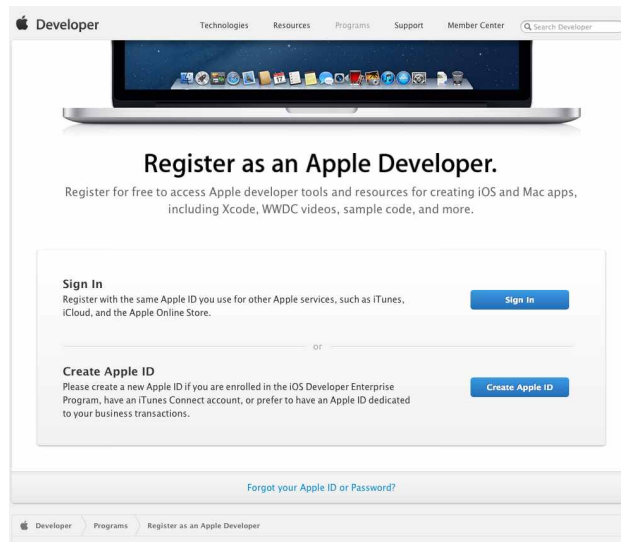 Developer
Technologies
Resources
Programs
Support
Member Center
Search Developer
Register as an Apple Developer.
Register for free to access Apple developer tools and resources for creating iOS and Mac apps,
including Xcode, WWDC videos, sample code, and more.
Sign In
Register with the same Apple ID you use for other Apple services, such as iTunes,
iCloud, and the Apple Online Store.
Sign In
or
Create Apple ID
Please create a new Apple ID if you are enrolled in the iOS Developer Enterprise
Program, have an iTunes Connect account, or prefer to have an Apple ID dedicated
to your business transactions.
Create Apple ID
Forgot your Apple ID or Password?
Developer
Programs
Register as an Apple Developer